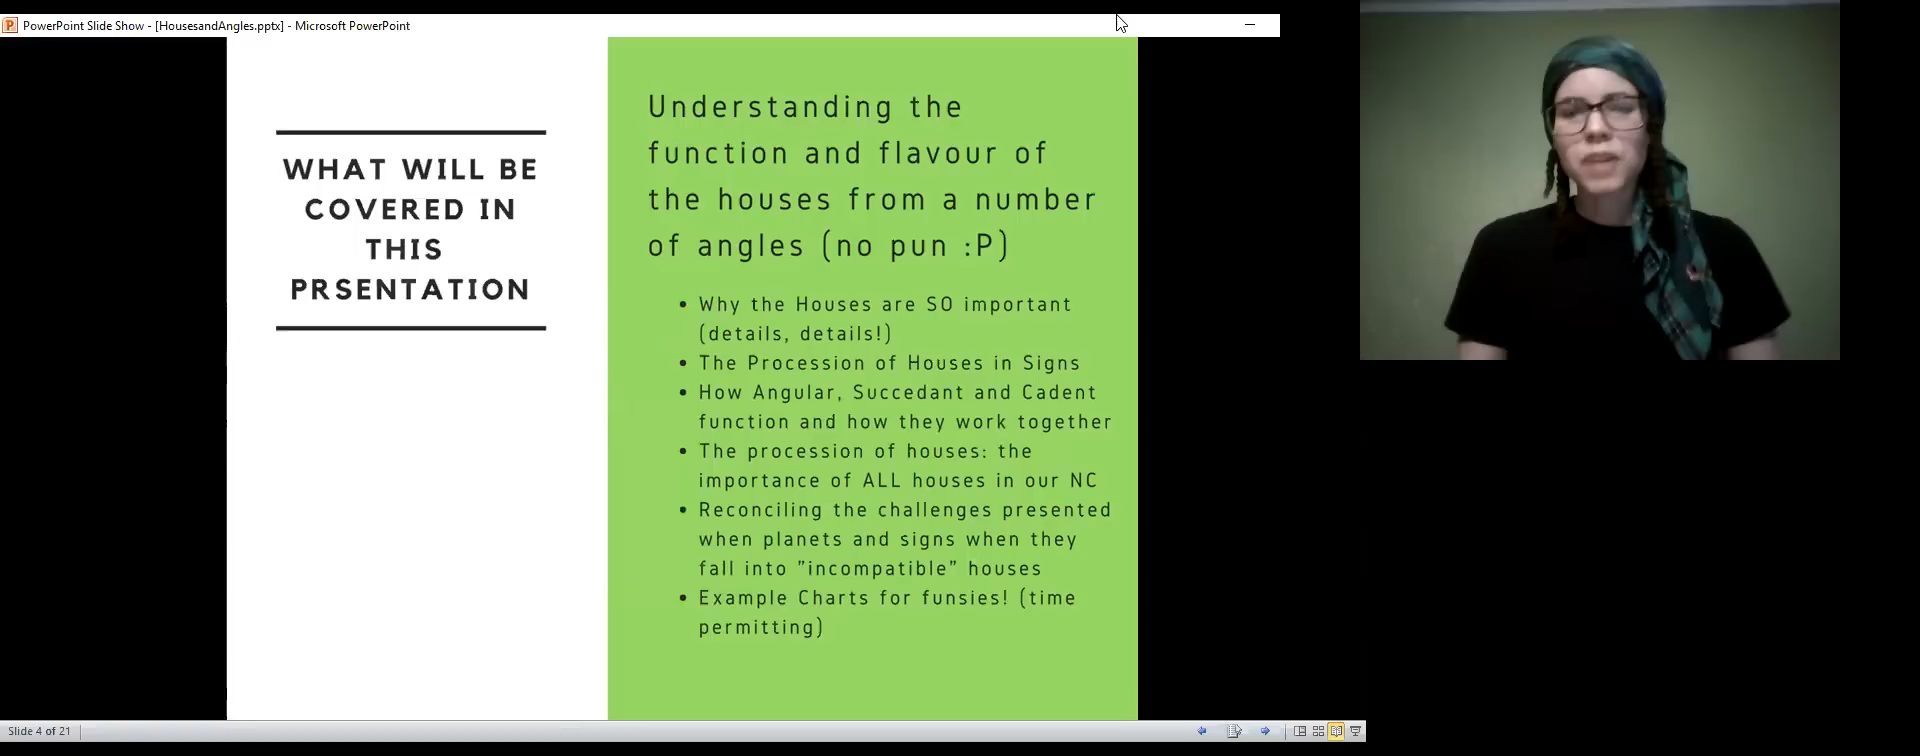 PowerPoint Slide Show - [HousesandAngles.pptx] - Microsoft PowerPoint
WHAT WILL BE
COVERED IN
THIS
PRSENTATION
Understanding the
function and flavour of
the houses from a number
of angles (no pun :P)
• Why the Houses are SO important
(details, details!)
• The Procession of Houses in Signs
• How Angular, Succedant and Cadent
function and how they work together
• The procession of houses: the
importance of ALL houses in our NC
• Reconciling the challenges presented
when planets and signs when they
fall into ”incompatible” houses
• Example Charts for funsies! (time
permitting)
Slide 4 of 21